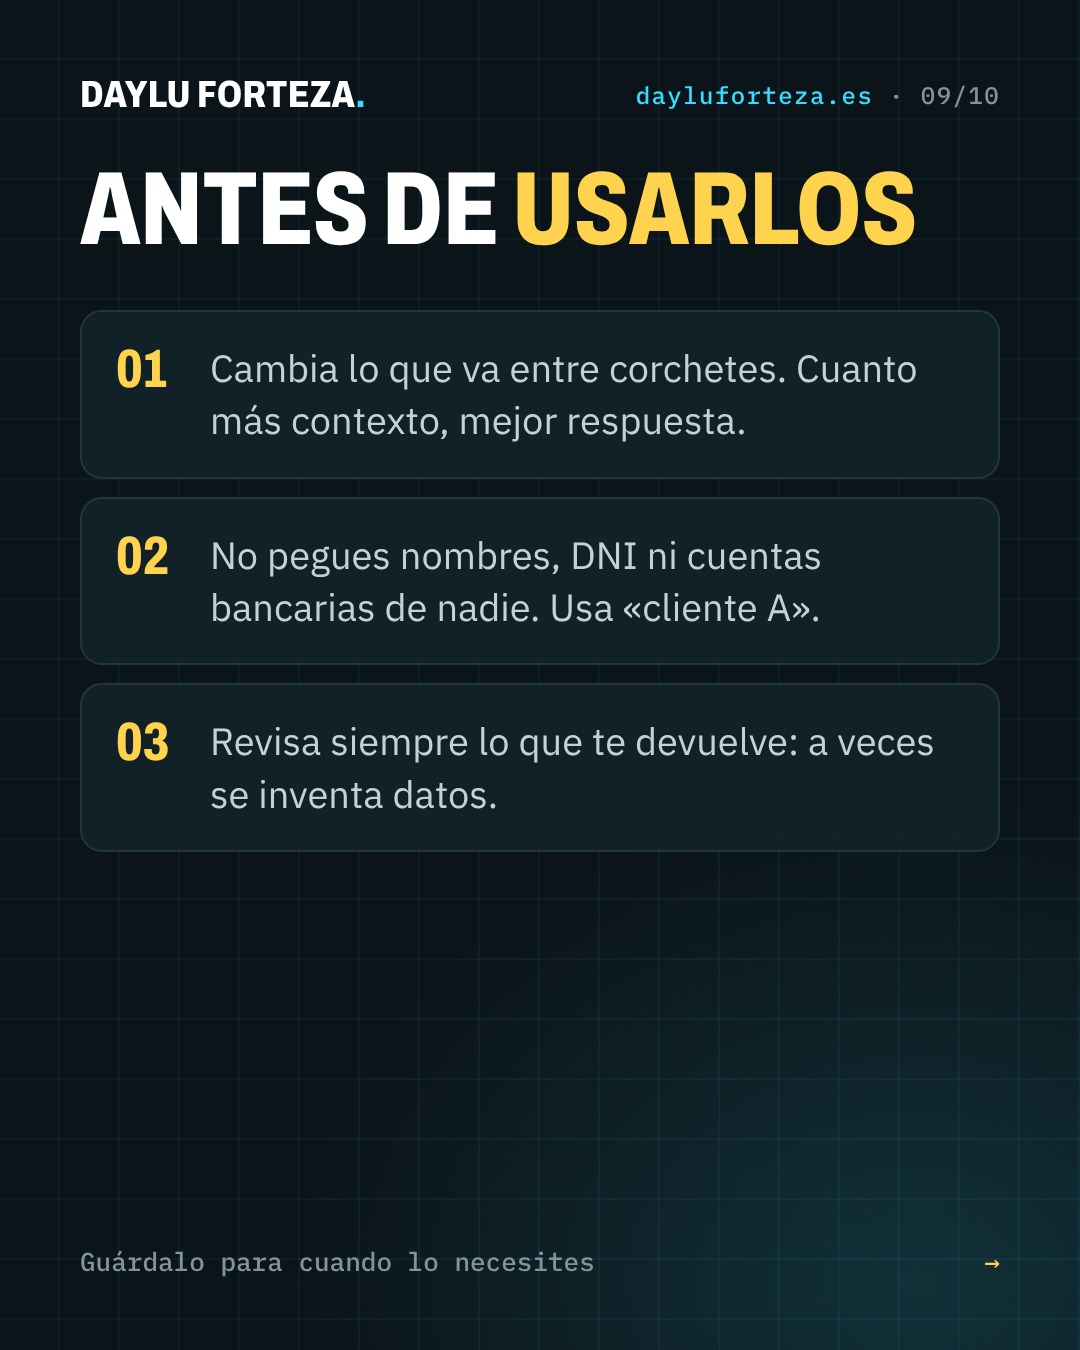 DAYLU FORTEZA.
dayluforteza.es · 09/10
ANTES DE USARLOS
01
Cambia lo que va entre corchetes. Cuanto
más contexto, mejor respuesta.
02
No pegues nombres, DNI ni cuentas
bancarias de nadie. Usa «cliente A».
03
Revisa siempre lo que te devuelve: a veces
se inventa datos.
Guárdalo para cuando lo necesites
→